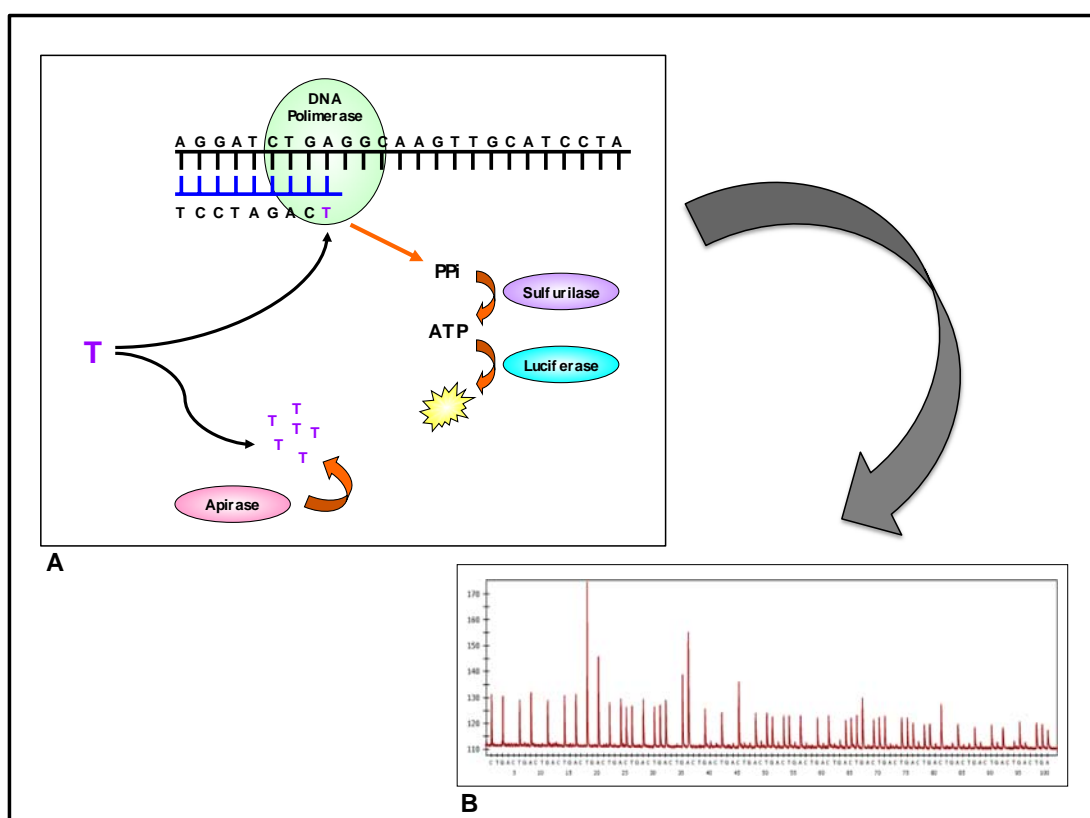 DNA
Polimerase
A G G A T C T G A G G C A A G T T G C A T C C T A
T C C T A G A C T
PPi
Sulfurilase
ATP
Luciferase
T
T
T
T
T
T
T
Apirase
A
170
160
150
140
130
120
110
5 10 15 20 25 30 35 40 45 50 55 60 65 70 75 80 85 90 95 100
B